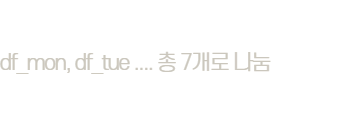 df_mon, df_tue .... 총 7개로 나눔